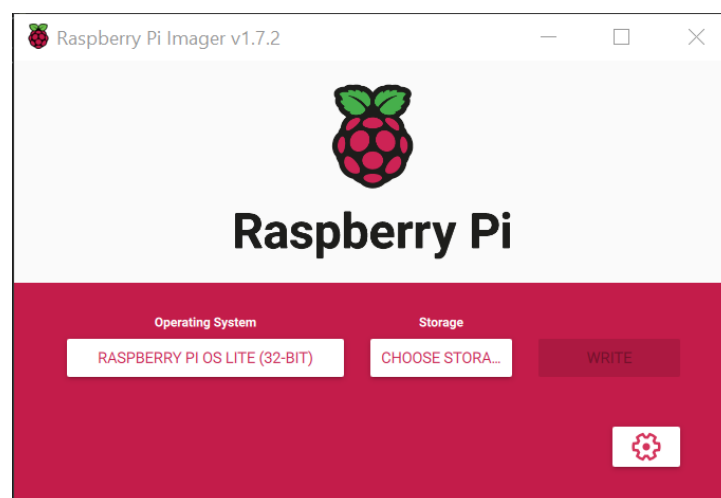 Raspberry Pi Imager v1.7.2
Raspberry Pi
Operating System
Storage
RASPBERRY PI OS LITE (32-BIT)
CHOOSE STORA...
WRITE